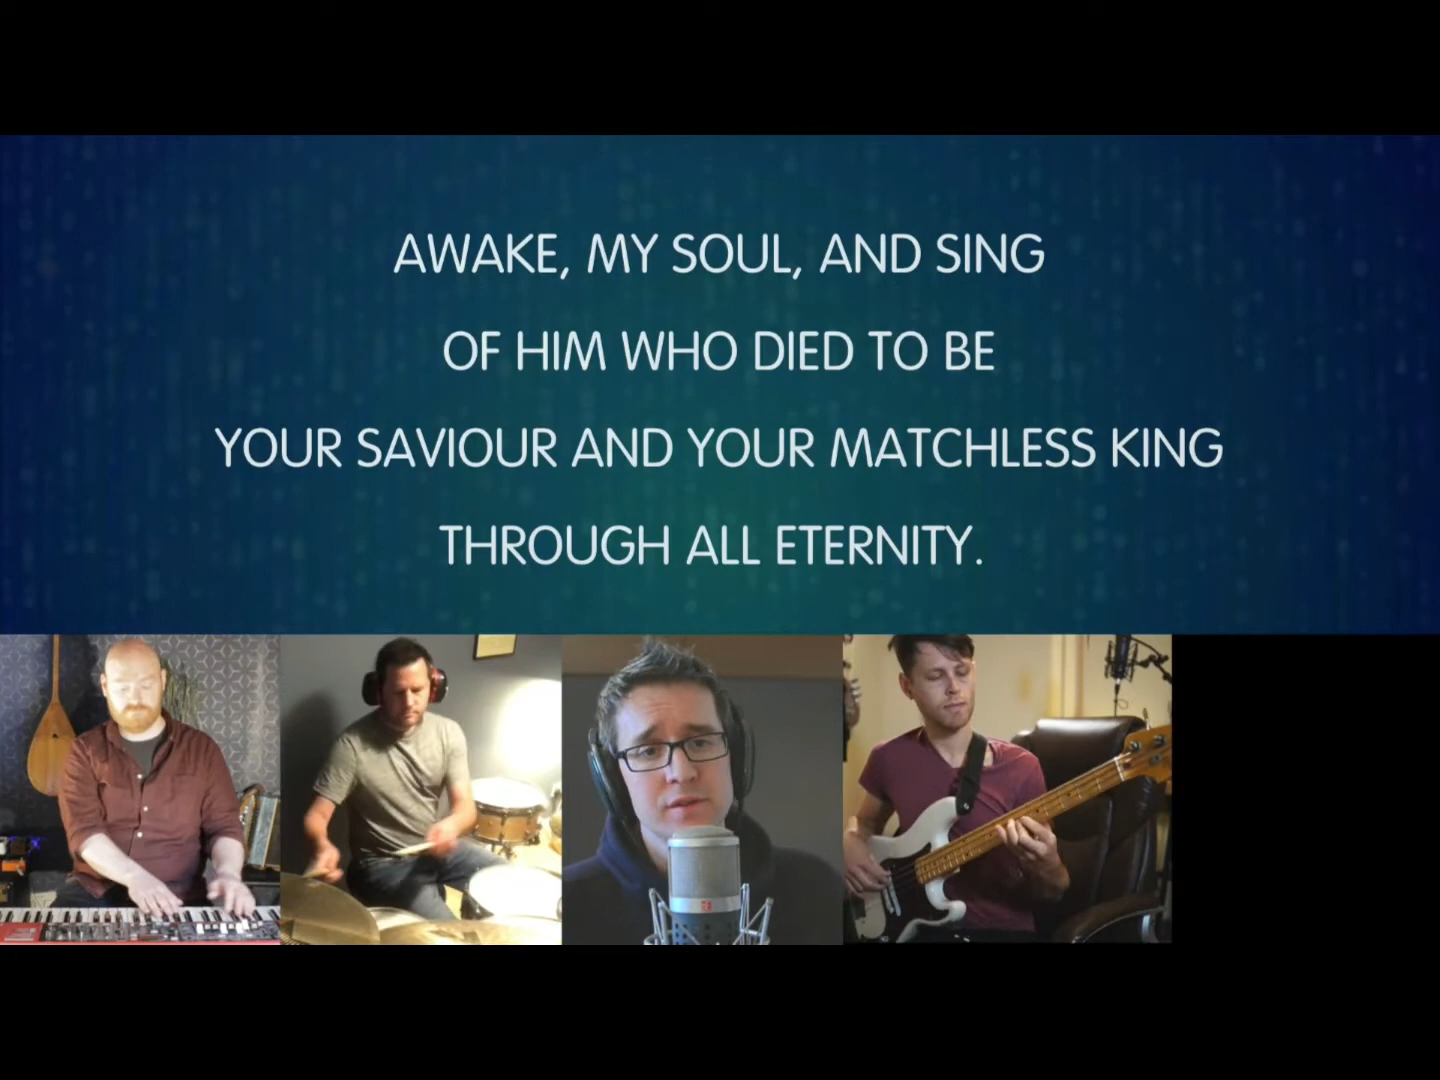 AWAKE, MY SOUL, AND SING
OF HIM WHO DIED TO BE
YOUR SAVIOUR AND YOUR MATCHLESS KING
THROUGH ALL ETERNITY.